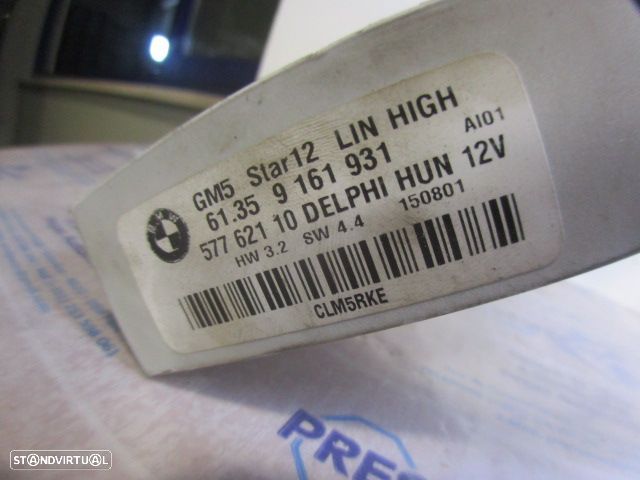 GM5 Star12 LIN HIGH
61.35 9 161 931 AI01
577 621 10 DELPHI HUN 12V
HW 3.2 SW 4.4 150801
CLM5RKE
BMW
PRES
STANDVIRTUAL